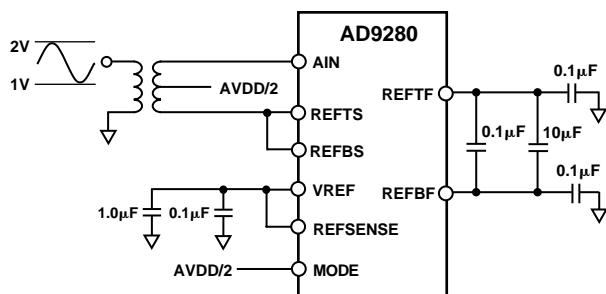 AD9280
2V
1V
AIN
AVDD/2
REFTS
REFBS
VREF
1.0µF
0.1µF
REFSENSE
AVDD/2
MODE
REFTF
0.1µF
0.1µF
10µF
0.1µF
REFBF